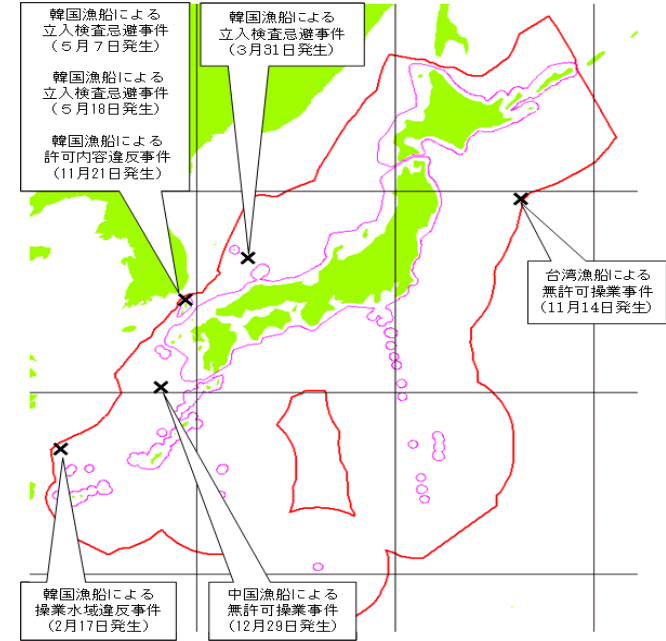 韓国漁船による
立入検査忌避事件
(５月７日発生)
韓国漁船による
立入検査忌避事件
(５月18日発生)
韓国漁船による
許可内容違反事件
(11月21日発生)
韓国漁船による
立入検査忌避事件
(３月31日発生)
台湾漁船による
無許可操業事件
(11月14日発生)
韓国漁船による
操業水域違反事件
(2月17日発生)
中国漁船による
無許可操業事件
(12月29日発生)